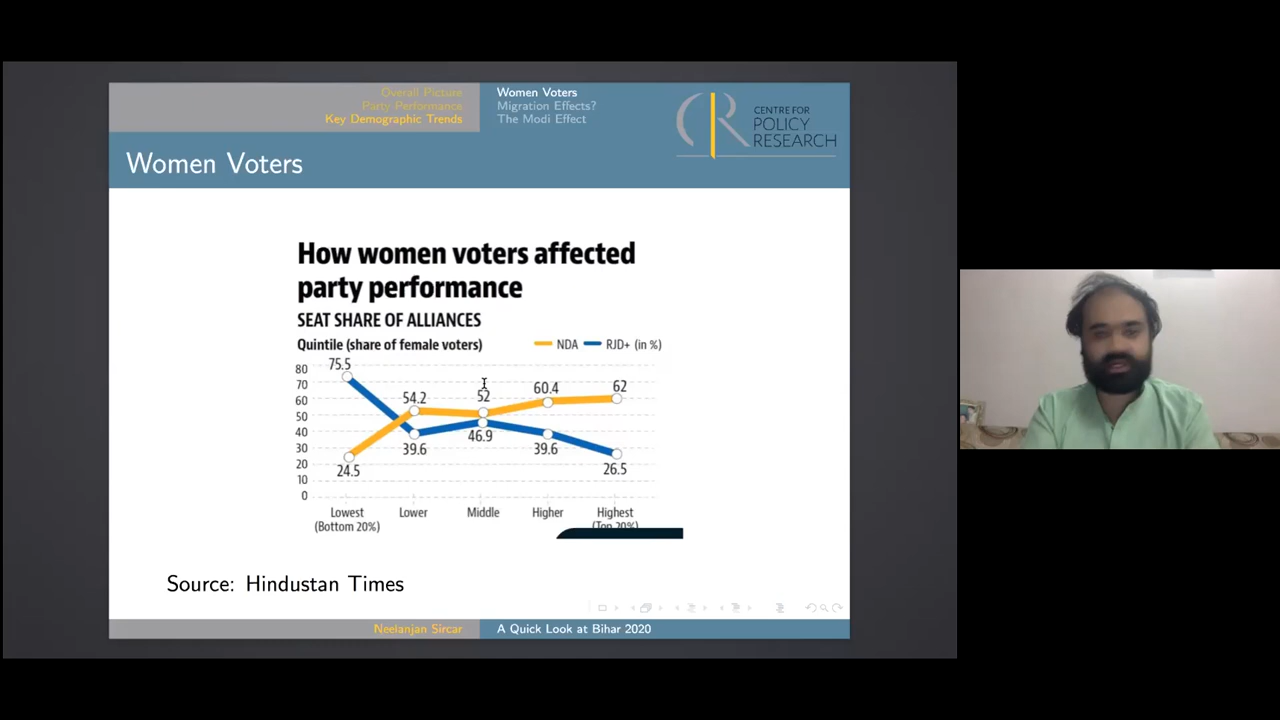 Overall Picture
Party Performance
Key Demographic Trends
Women Voters
Migration Effects?
The Modi Effect
CENTRE FOR
POLICY
RESEARCH
Women Voters
How women voters affected
party performance
SEAT SHARE OF ALLIANCES
Quintile (share of female voters)
NDA RJD+ (in %)
80
70
60
50
40
30
20
10
0
75.5
54.2
52
60.4
62
24.5
39.6
46.9
39.6
26.5
Lowest
(Bottom 20%)
Lower
Middle
Higher
Highest
(Top 20%)
Source: Hindustan Times
Neelanjan Sircar
A Quick Look at Bihar 2020